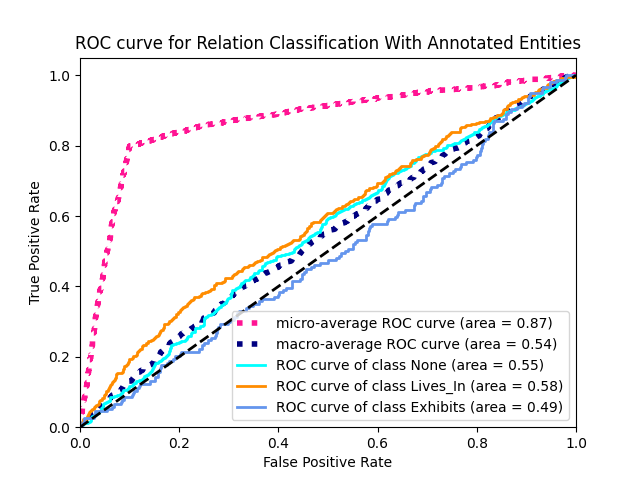 ROC curve for Relation Classification With Annotated Entities
True Positive Rate
1.0
0.8
0.6
0.4
0.2
0.0
micro-average ROC curve (area = 0.87)
macro-average ROC curve (area = 0.54)
ROC curve of class None (area = 0.55)
ROC curve of class Lives_In (area = 0.58)
ROC curve of class Exhibits (area = 0.49)
0.0 0.2 0.4 0.6 0.8 1.0
False Positive Rate